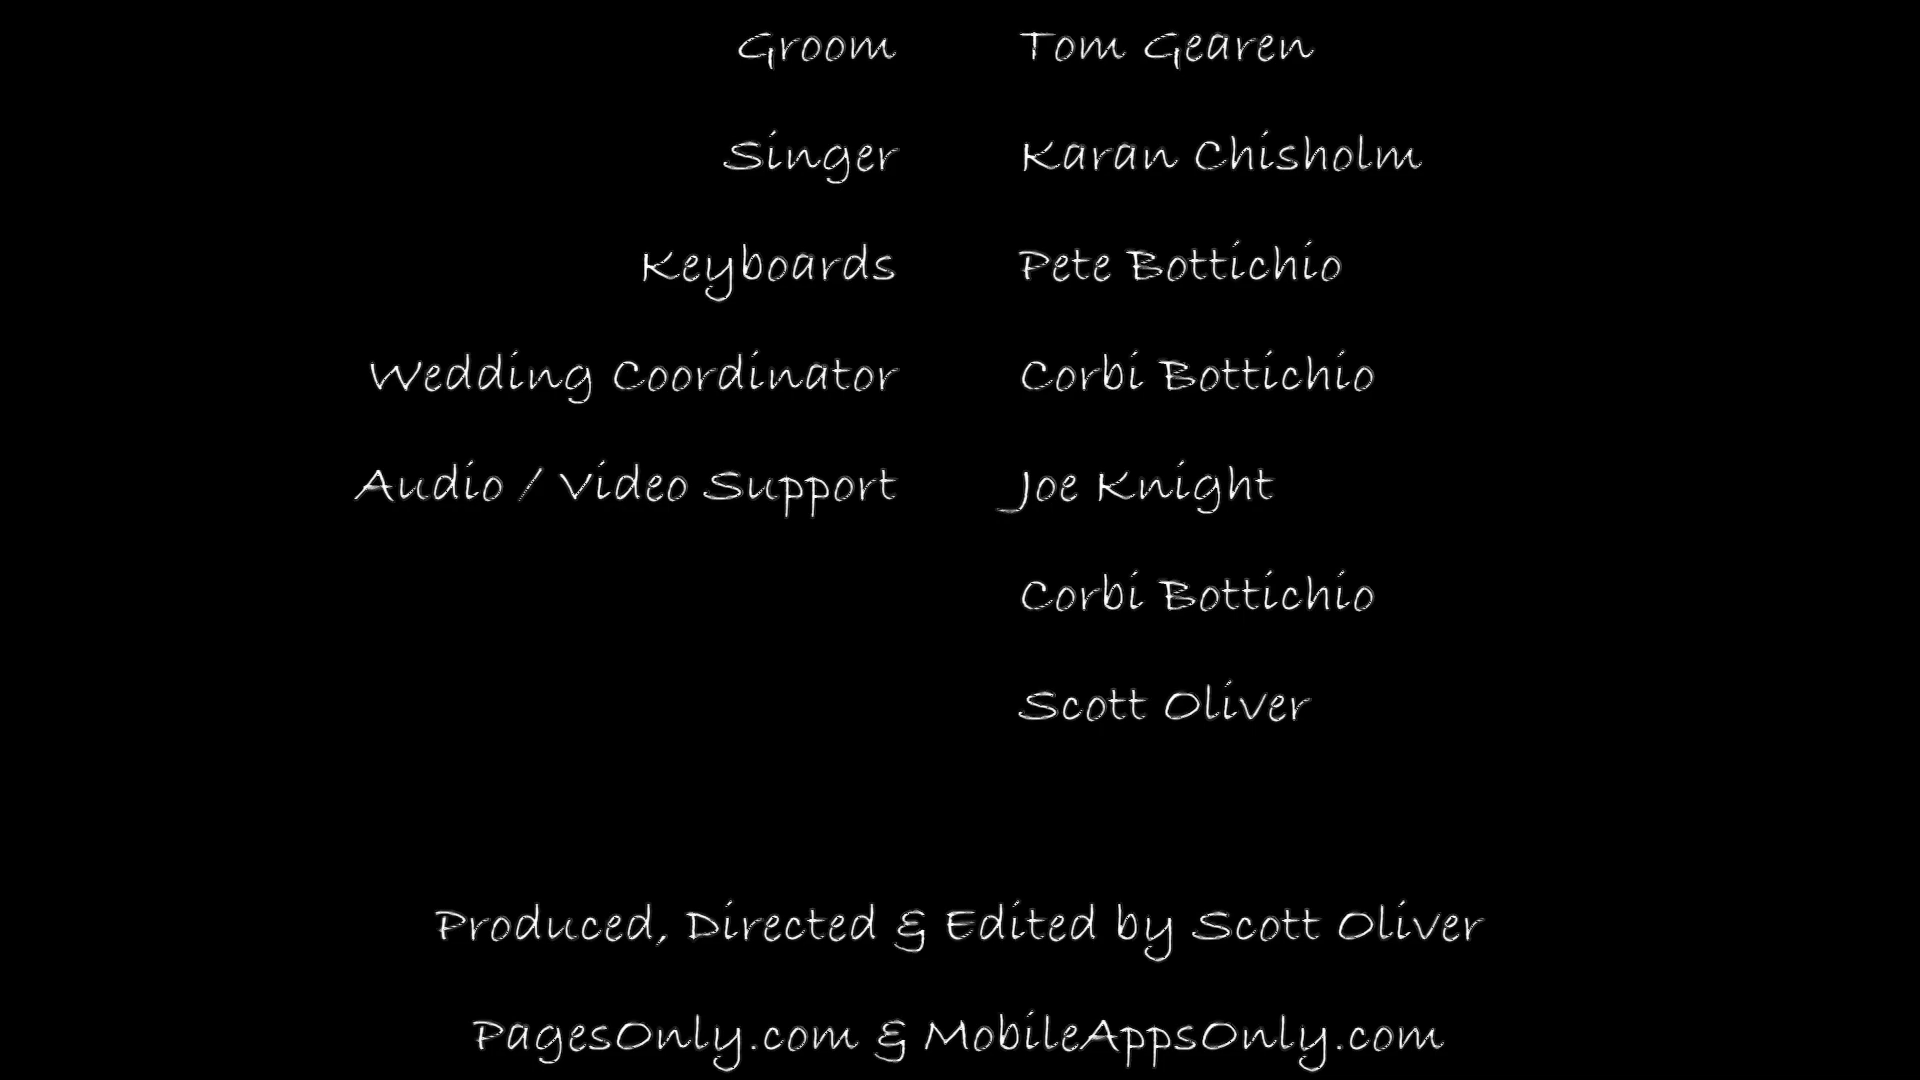 Groom Tom Gearen
Singer Karan Chisholm
Keyboards Pete Bottichio
Wedding Coordinator Corbi Bottichio
Audio / Video Support Joe Knight
Corbi Bottichio
Scott Oliver
Produced, Directed & Edited by Scott Oliver
PagesOnly.com & MobileAppsOnly.com